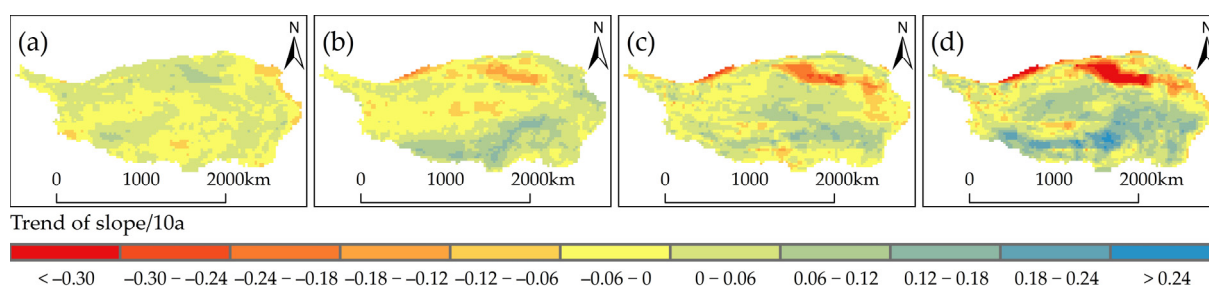 (a) N
0 1000 2000km
(b) N
0 1000 2000km
(c) N
0 1000 2000km
(d) N
0 1000 2000km
Trend of slope/10a
< −0.30 −0.30 − −0.24 −0.24 − −0.18 −0.18 − −0.12 −0.12 − −0.06 −0.06 − 0 0 − 0.06 0.06 − 0.12 0.12 − 0.18 0.18 − 0.24 > 0.24